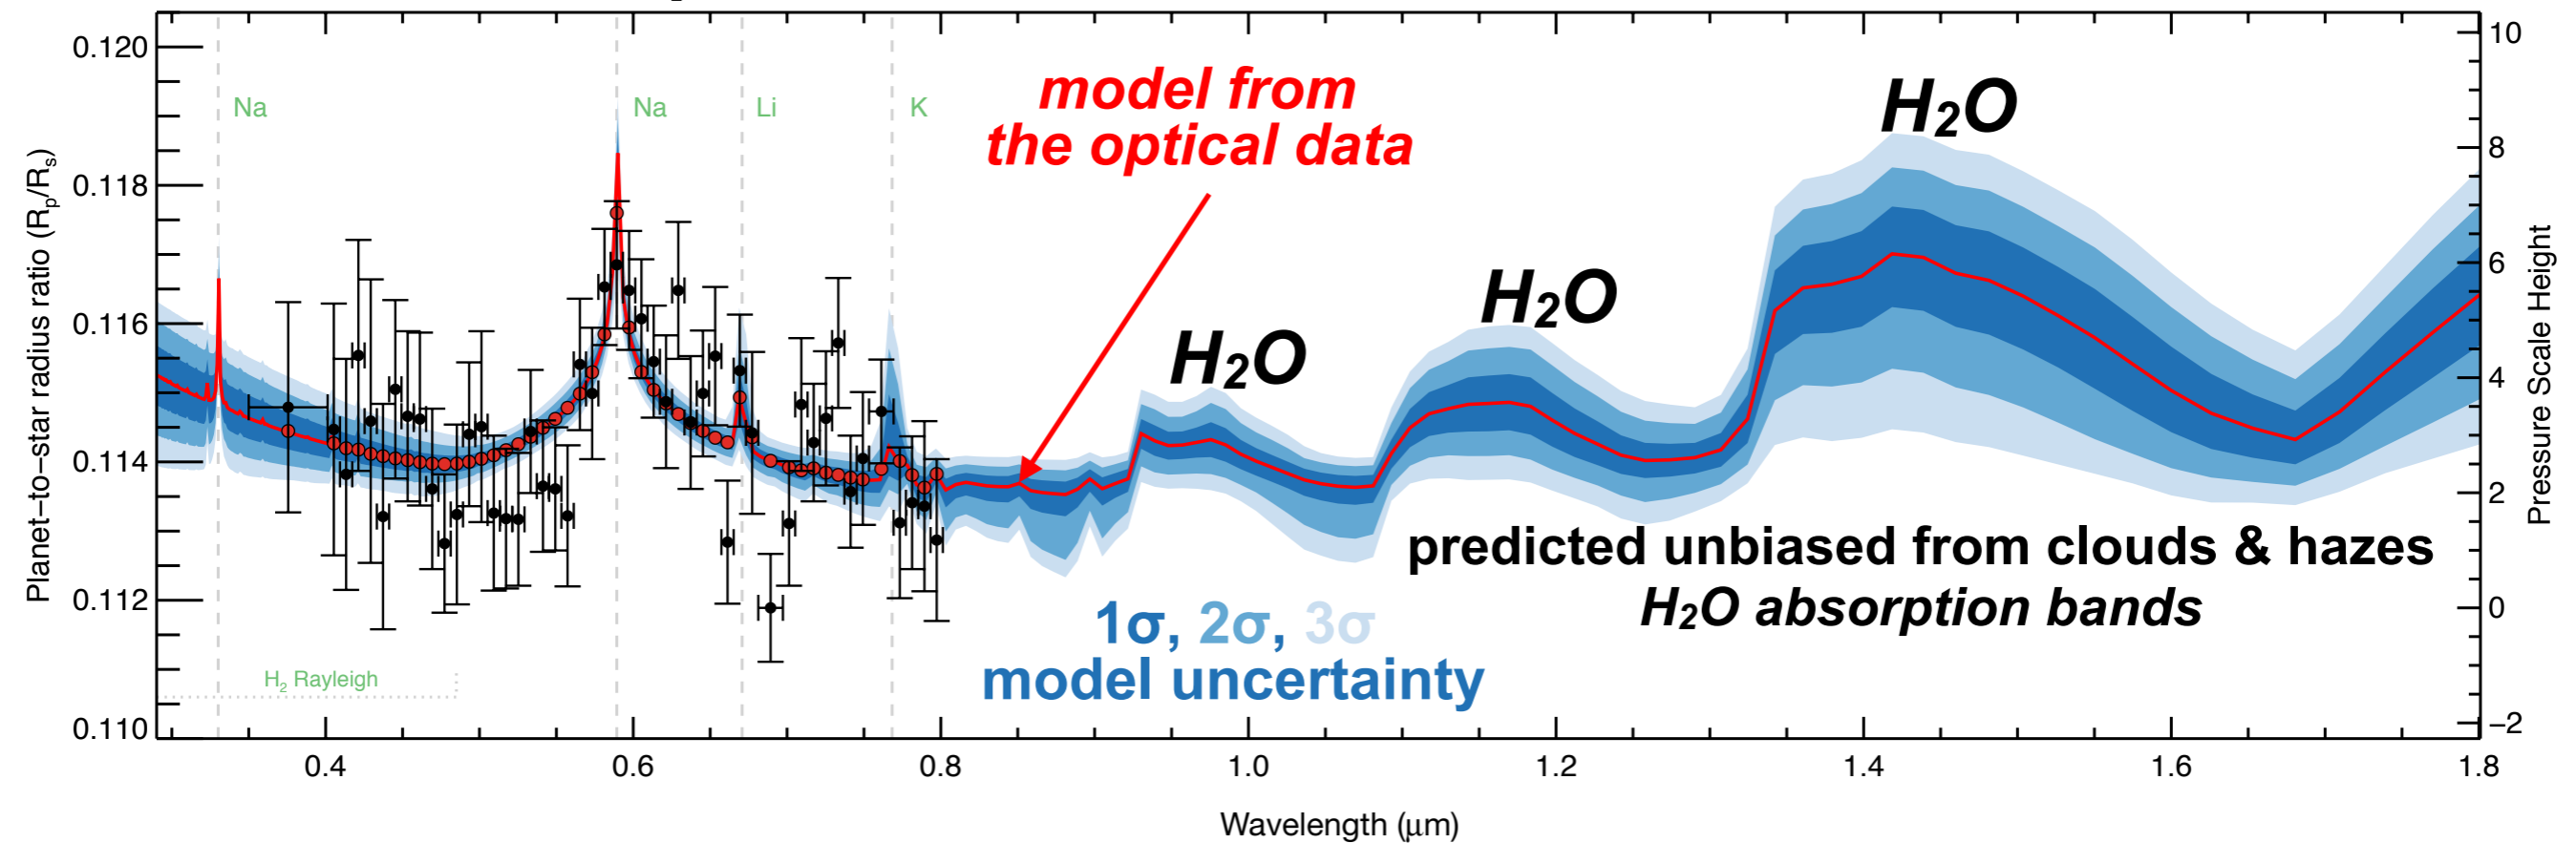 0.120
0.118
0.116
0.114
0.112
0.110
Planet−to−star radius ratio (Rp/Rs)
10
8
6
4
2
0
−2
Pressure Scale Height
Na
Na
Li
K
model from
the optical data
H₂O
H₂O
H₂O
predicted unbiased from clouds & hazes
H₂O absorption bands
1σ, 2σ, 3σ
model uncertainty
H₂ Rayleigh
0.4
0.6
0.8
1.0
1.2
1.4
1.6
1.8
Wavelength (μm)